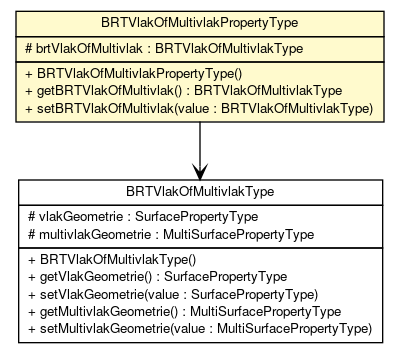 BRTVlakOfMultivlakPropertyType
# brtVlakOfMultivlak : BRTVlakOfMultivlakType
+ BRTVlakOfMultivlakPropertyType()
+ getBRTVlakOfMultivlak() : BRTVlakOfMultivlakType
+ setBRTVlakOfMultivlak(value : BRTVlakOfMultivlakType)
BRTVlakOfMultivlakType
# vlakGeometrie : SurfacePropertyType
# multivlakGeometrie : MultiSurfacePropertyType
+ BRTVlakOfMultivlakType()
+ getVlakGeometrie() : SurfacePropertyType
+ setVlakGeometrie(value : SurfacePropertyType)
+ getMultivlakGeometrie() : MultiSurfacePropertyType
+ setMultivlakGeometrie(value : MultiSurfacePropertyType)